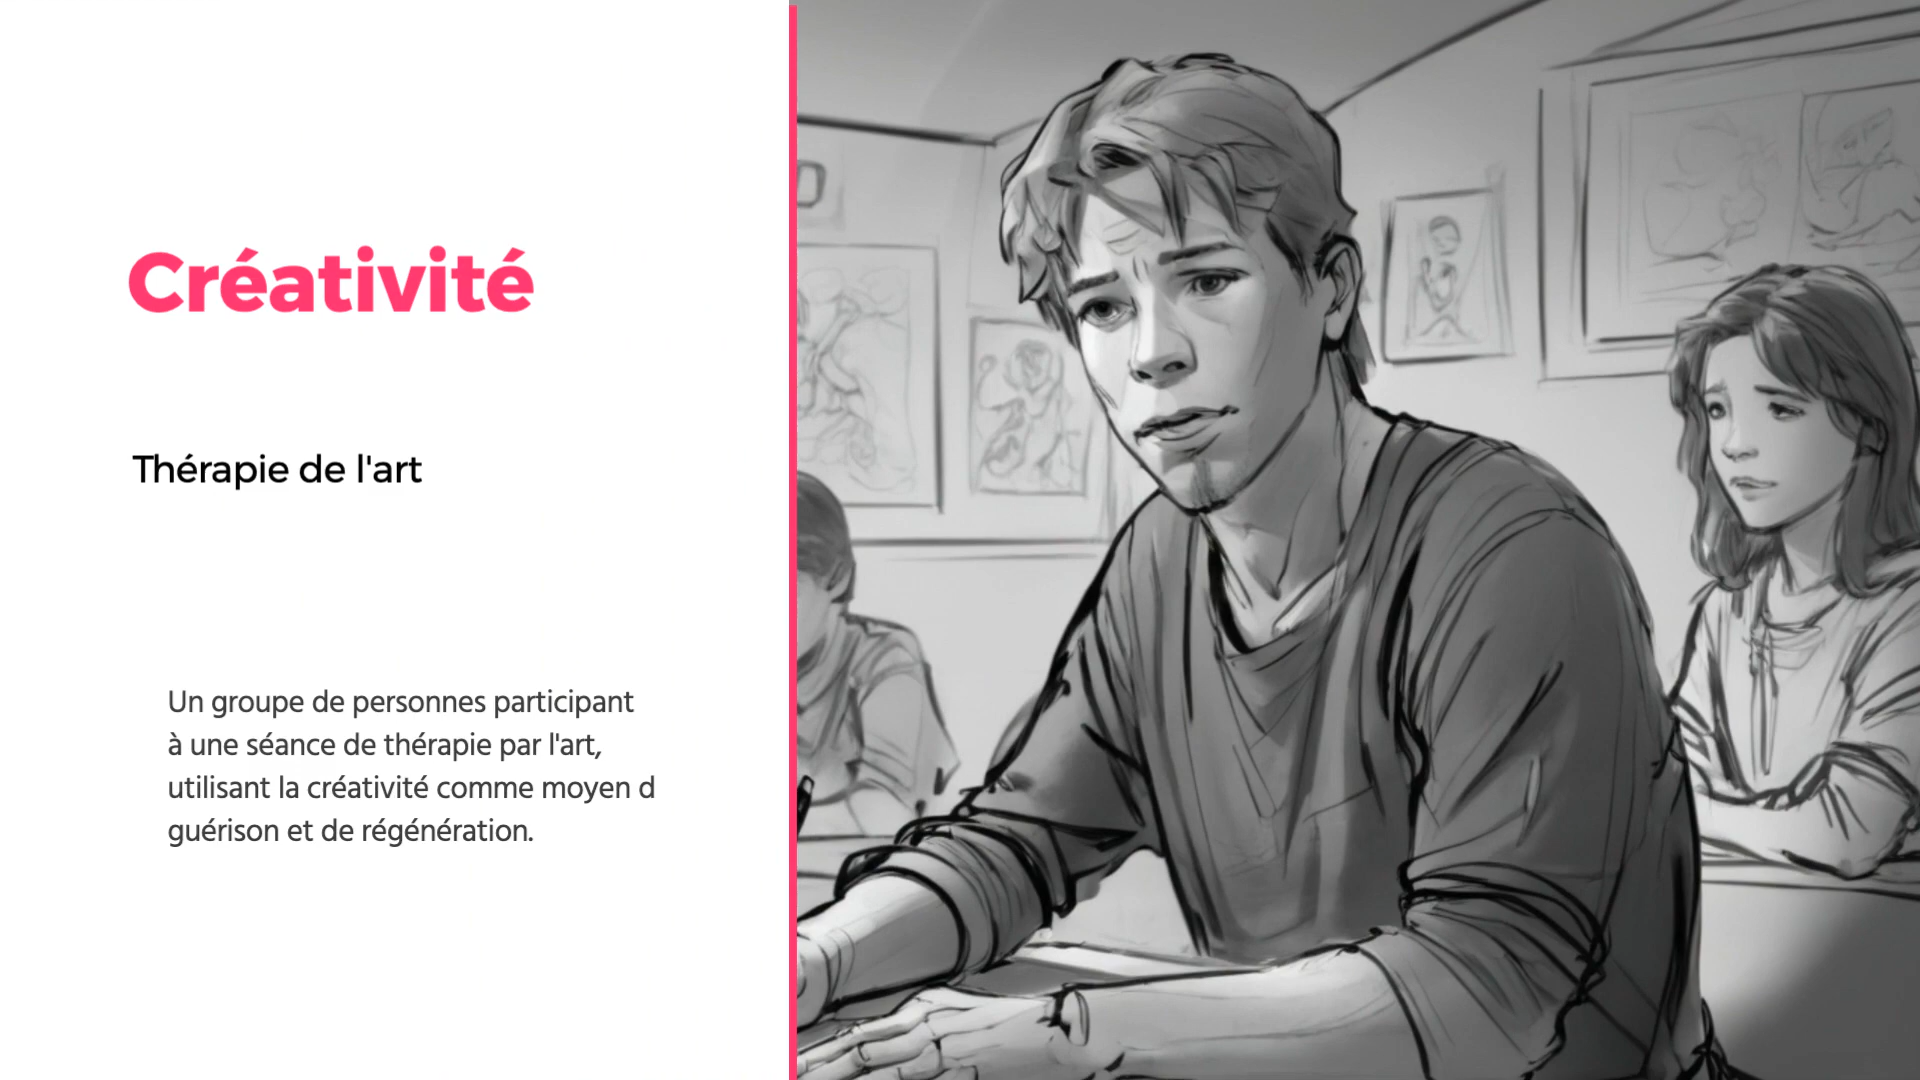 Créativité
Thérapie de l'art
Un groupe de personnes participant
à une séance de thérapie par l'art,
utilisant la créativité comme moyen d
guérison et de régénération.